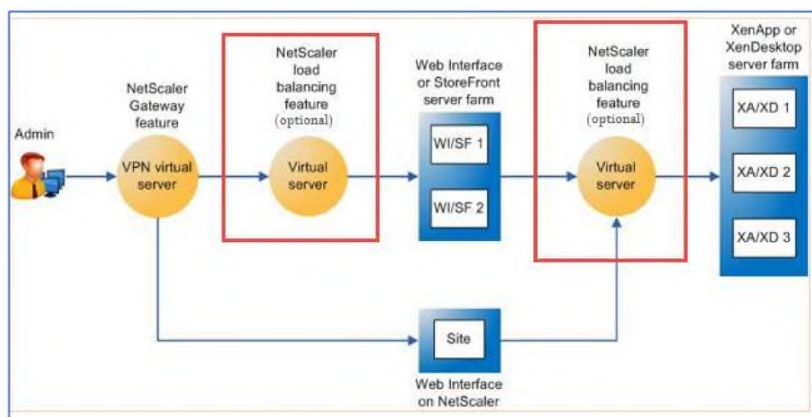 Admin
NetScaler
Gateway
feature
VPN virtual
server
NetScaler
load
balancing
feature
(optional)
Virtual
server
Web Interface
or StoreFront
server farm
WI/SF 1
WI/SF 2
NetScaler
load
balancing
feature
(optional)
Virtual
server
XenApp or
XenDesktop
server farm
XA/XD 1
XA/XD 2
XA/XD 3
Site
Web Interface
on NetScaler